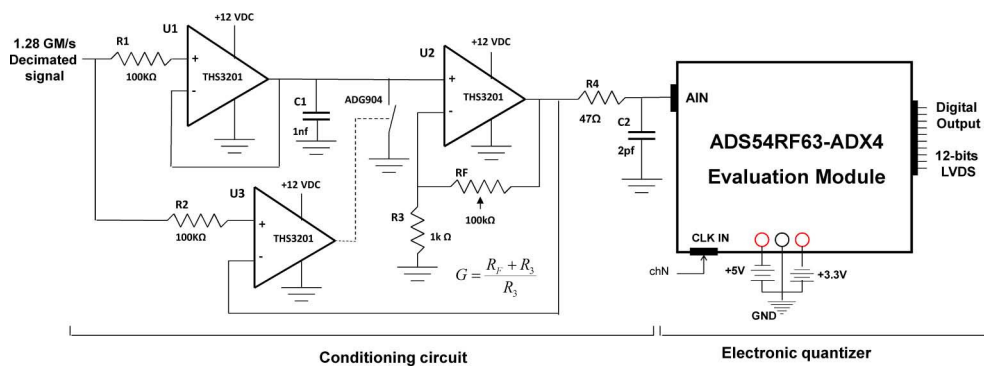 1.28 GM/s
Decimated
signal
R1
100KΩ
U1
+12 VDC
+
-
THS3201
C1
1nf
ADG904
U2
+12 VDC
+
-
THS3201
RF
100kΩ
R3
1k Ω
R4
47Ω
C2
2pf
R2
100KΩ
U3
+12 VDC
+
-
THS3201
G = (R_F + R_3) / R_3
AIN
ADS54RF63-ADX4
Evaluation Module
Digital
Output
12-bits
LVDS
CLK IN
chN
+5V
+3.3V
GND
Conditioning circuit
Electronic quantizer